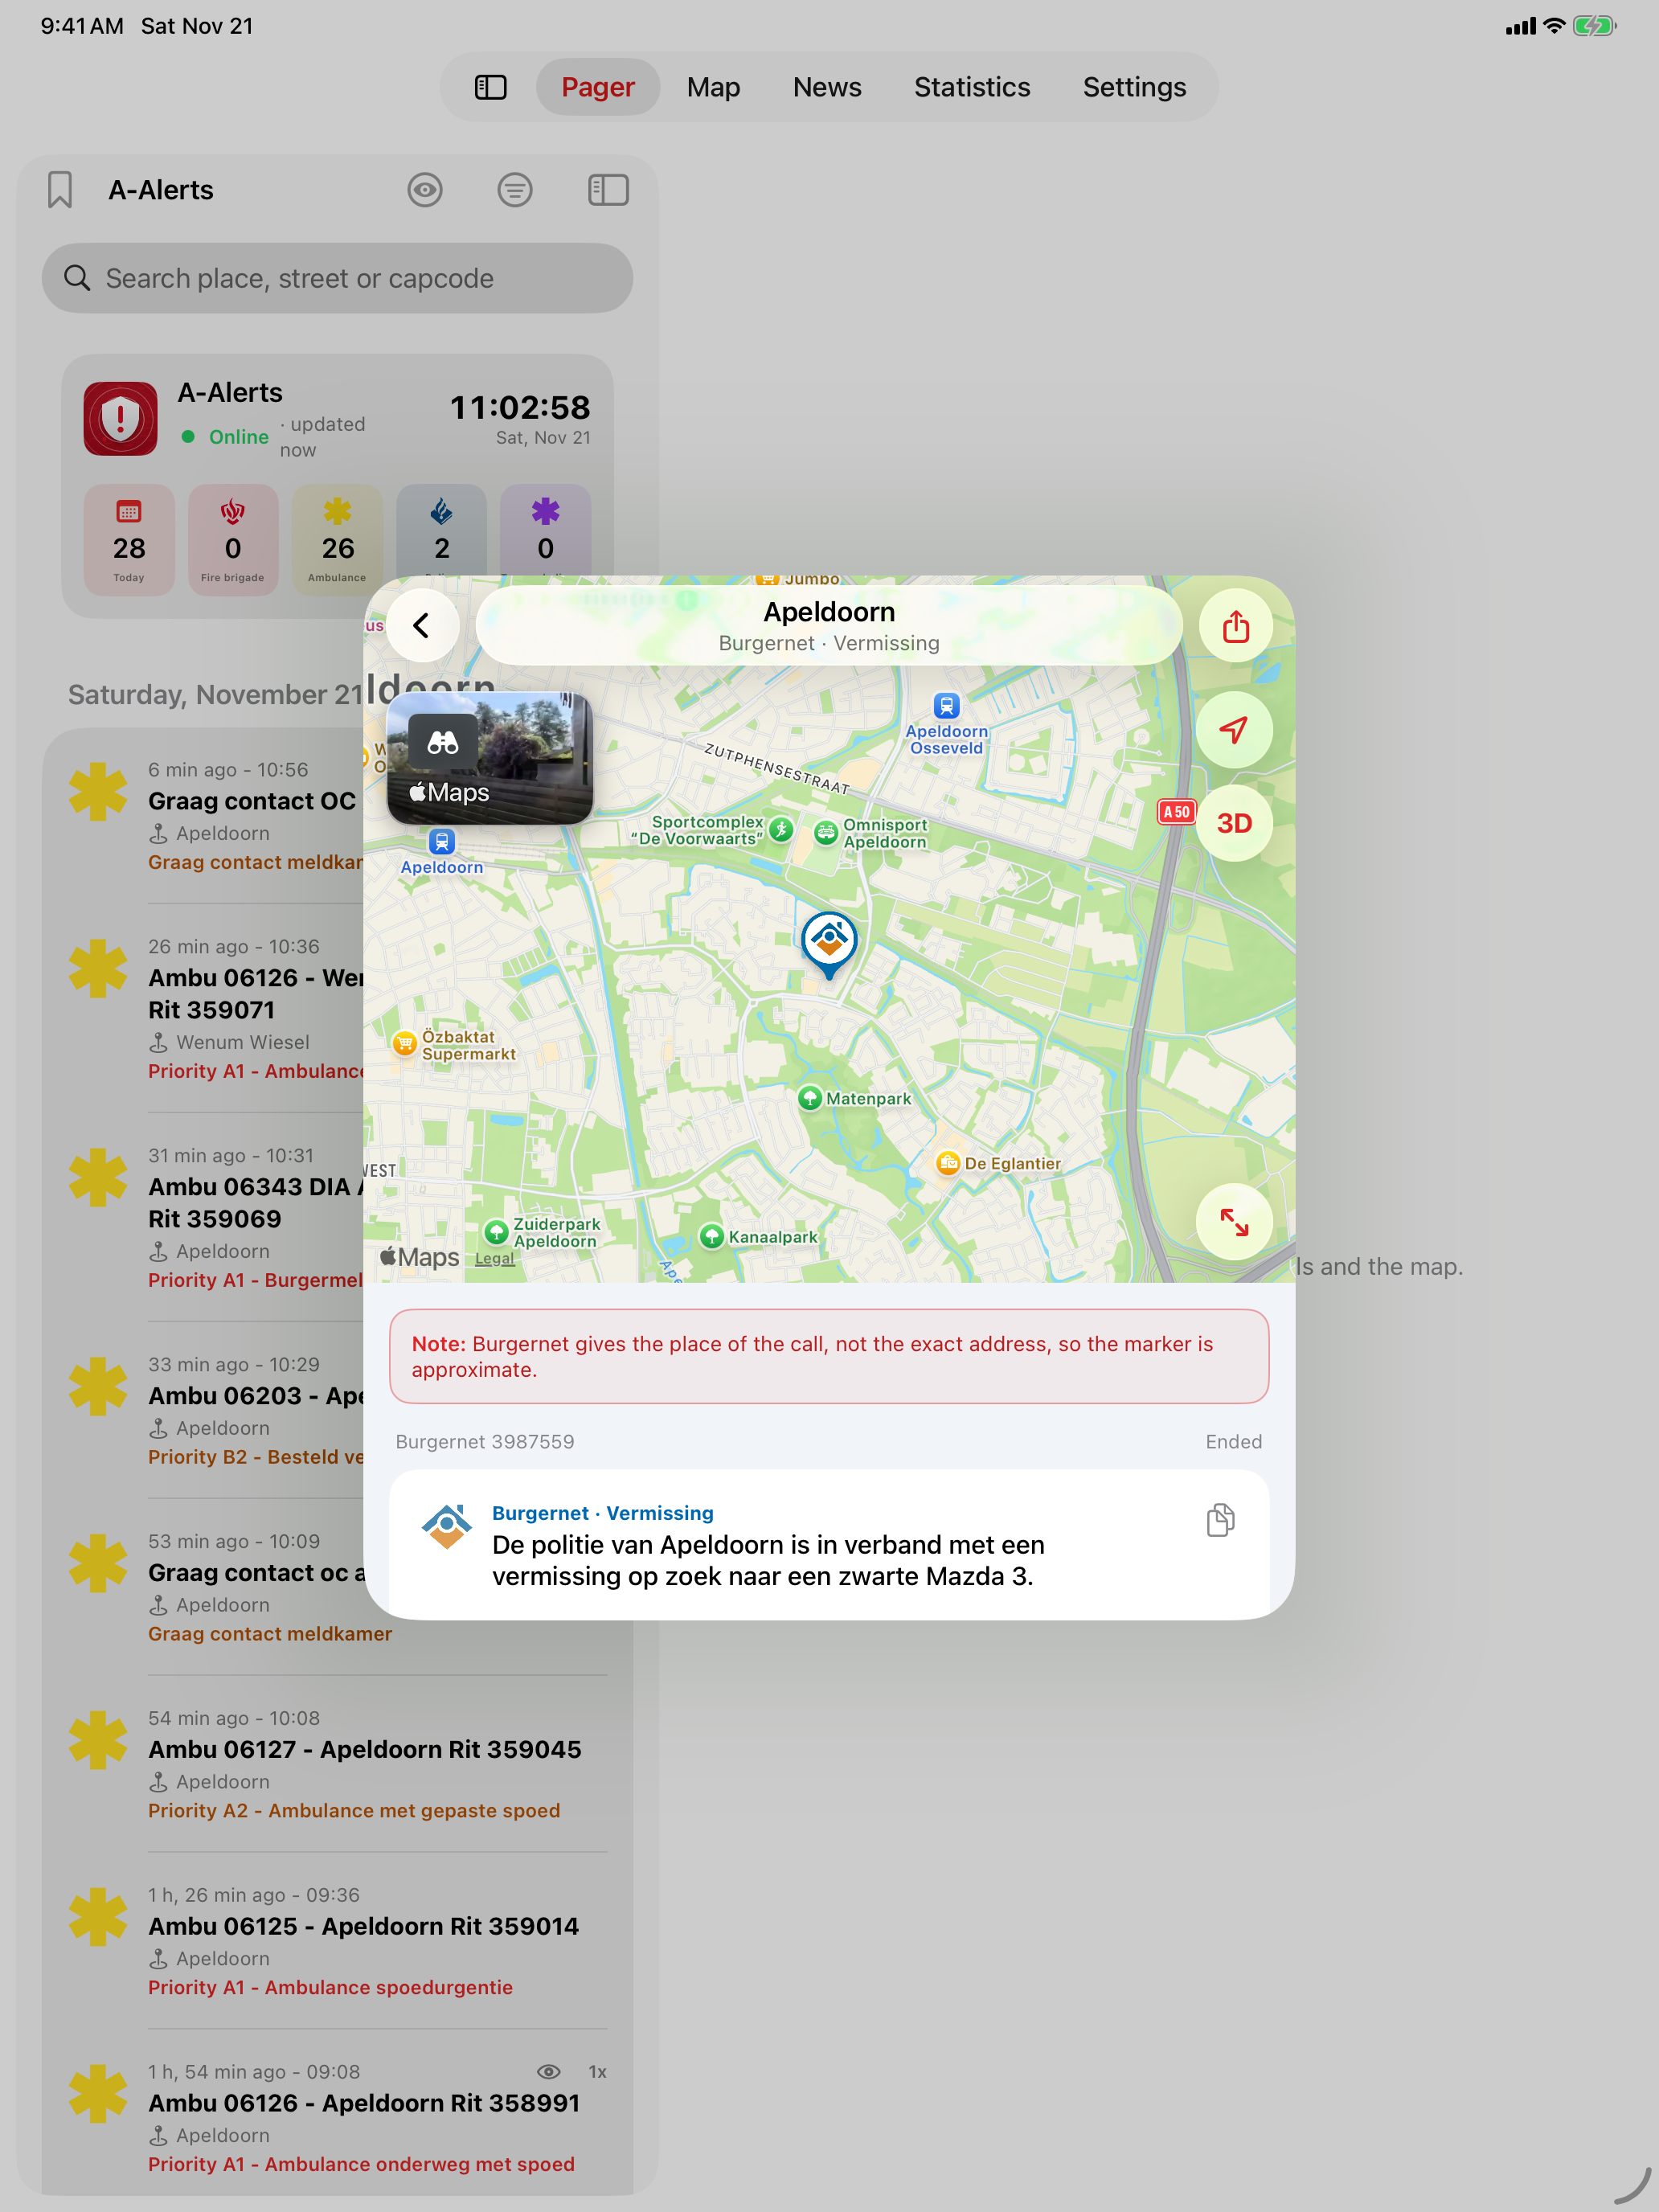 9:41 AM Sat Nov 21
Pager
Map
News
Statistics
Settings
A-Alerts
Search place, street or capcode
A-Alerts
Online
· updated
now
11:02:58
Sat, Nov 21
28
Today
0
Fire brigade
26
Ambulance
2
0
Saturday, November 21
6 min ago - 10:56
Graag contact OC
Apeldoorn
Graag contact
26 min ago - 10:36
Ambu 06126 -
Rit 359071
Wenum Wiesel
Priority A1 - Ambulance
31 min ago - 10:31
Ambu 06343 DIA
Rit 359069
Apeldoorn
Priority A1 -
33 min ago - 10:29
Ambu 06203 -
Apeldoorn
Priority B2 - Besteld
53 min ago - 10:09
Graag contact oc
Apeldoorn
Graag contact meldkamer
54 min ago - 10:08
Ambu 06127 - Apeldoorn Rit 359045
Apeldoorn
Priority A2 - Ambulance met gepaste spoed
1 h, 26 min ago - 09:36
Ambu 06125 - Apeldoorn Rit 359014
Apeldoorn
Priority A1 - Ambulance spoedurgentie
1 h, 54 min ago - 09:08
1x
Ambu 06126 - Apeldoorn Rit 358991
Apeldoorn
Priority A1 - Ambulance onderweg met spoed
Jumbo
Apeldoorn
Burgernet · Vermissing
Maps
Apeldoorn
Osseveld
ZUTPHENSESTRAAT
A50
3D
Sportcomplex
“De Voorwaarts”
Omnisport
Apeldoorn
Apeldoorn
Özbaktat
Supermarkt
Matenpark
De Eglantier
Zuiderpark
Apeldoorn
Kanaalpark
Maps
Legal
and the map.
Note: Burgernet gives the place of the call, not the exact address, so the marker is
approximate.
Burgernet 3987559
Ended
Burgernet · Vermissing
De politie van Apeldoorn is in verband met een
vermissing op zoek naar een zwarte Mazda 3.